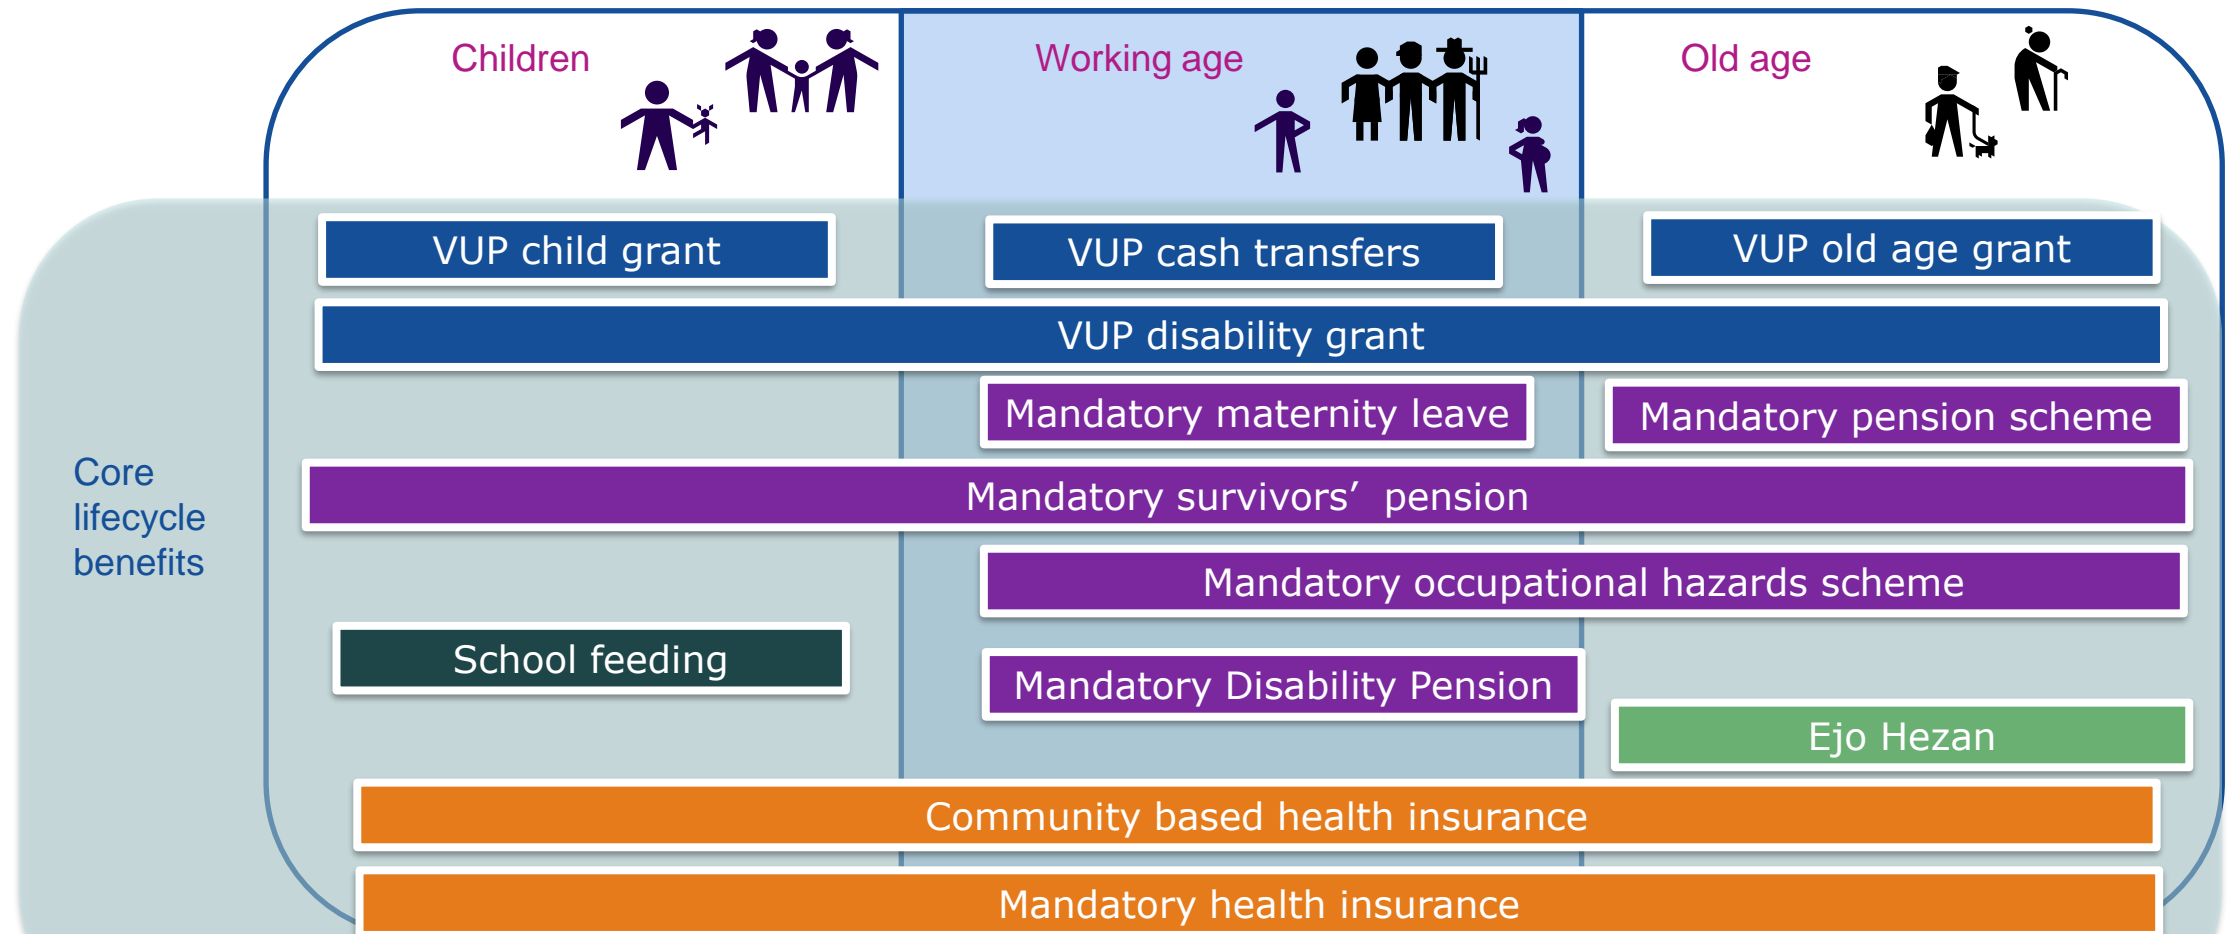 Children
Working age
Old age
VUP child grant
VUP cash transfers
VUP old age grant
VUP disability grant
Mandatory maternity leave
Mandatory pension scheme
Core
lifecycle
benefits
Mandatory survivors’ pension
Mandatory occupational hazards scheme
School feeding
Mandatory Disability Pension
Ejo Hezan
Community based health insurance
Mandatory health insurance